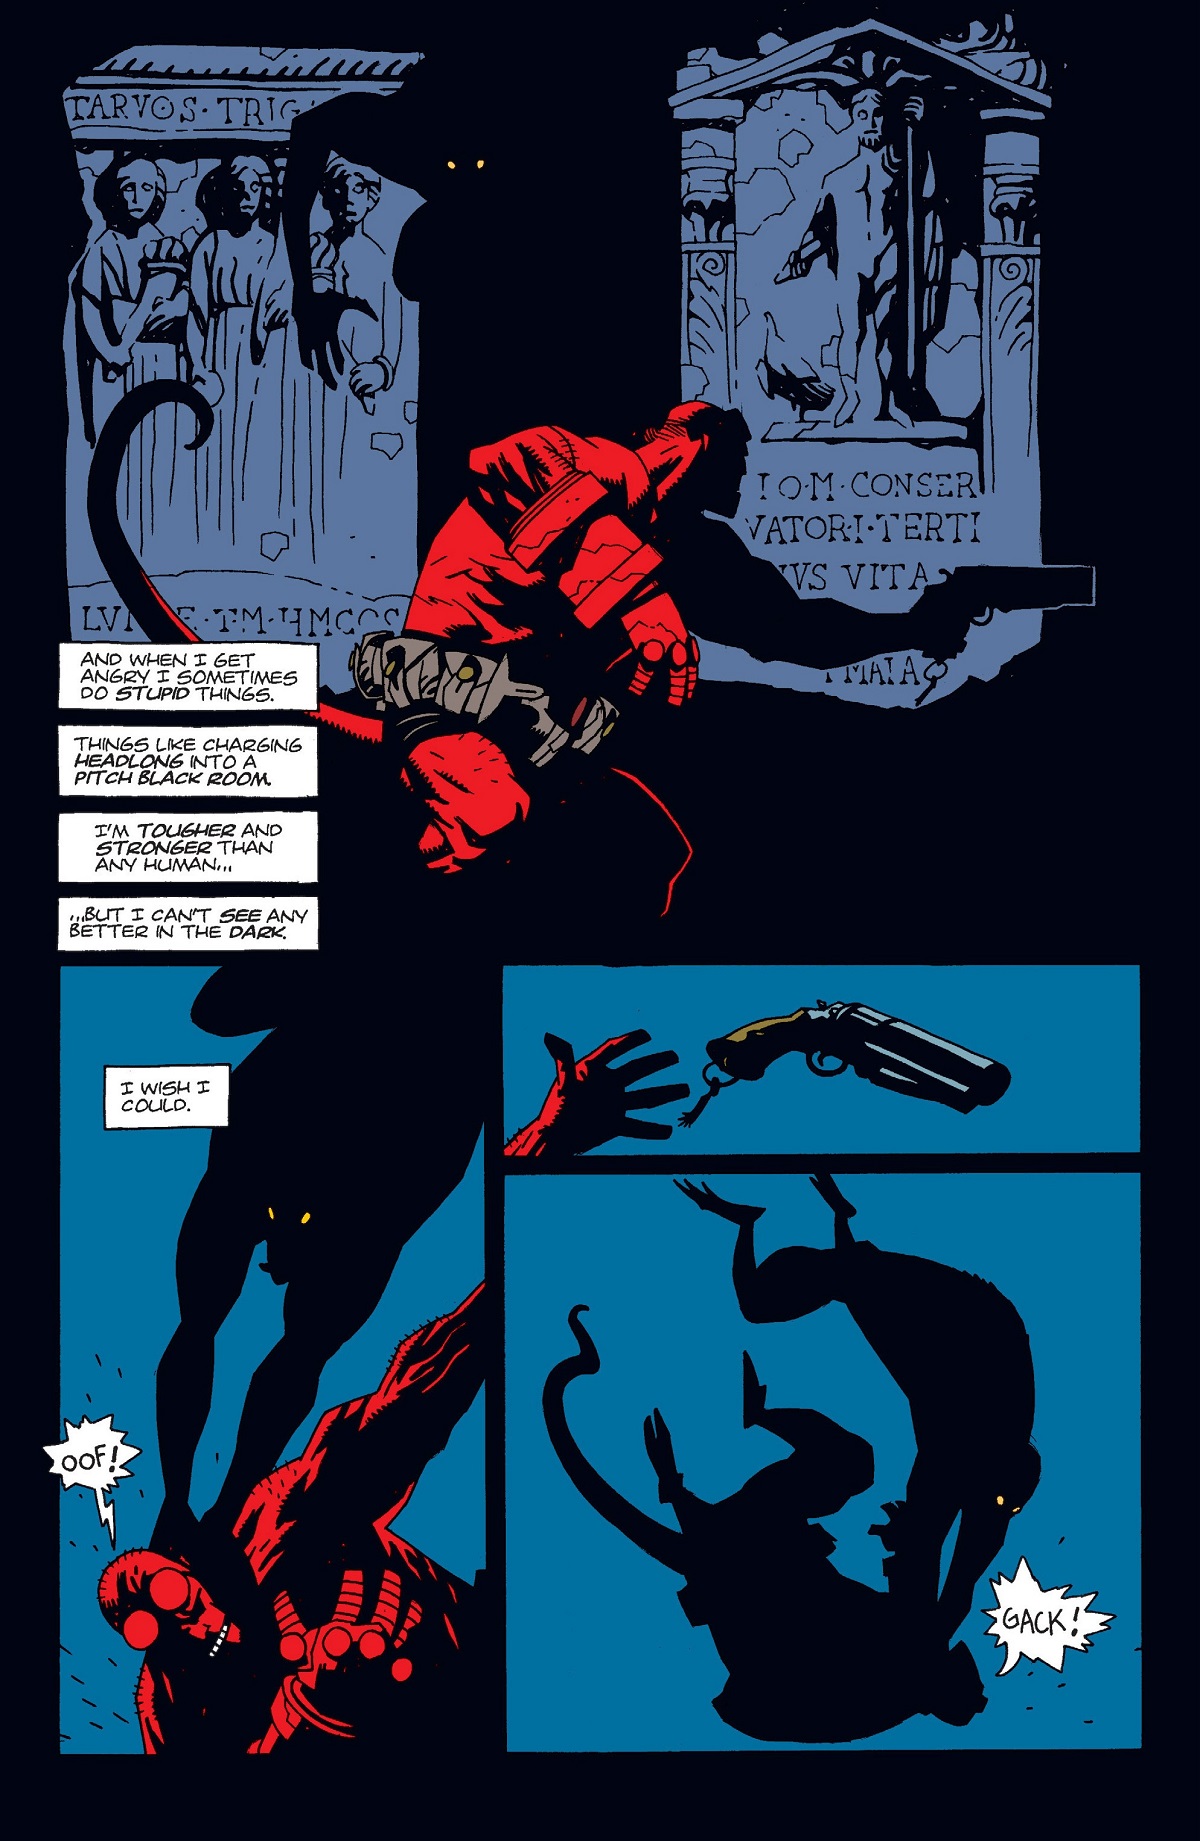 TARVOS · TRIG
I · O · M · CONSER
VATORI · TERTI
VS VITA
MAIA
AND WHEN I GET
ANGRY I SOMETIMES
DO STUPID THINGS.
THINGS LIKE CHARGING
HEADLONG INTO A
PITCH BLACK ROOM.
I'M TOUGHER AND
STRONGER THAN
ANY HUMAN...
...BUT I CAN'T SEE ANY
BETTER IN THE DARK.
I WISH I
COULD.
OOF!
GACK!